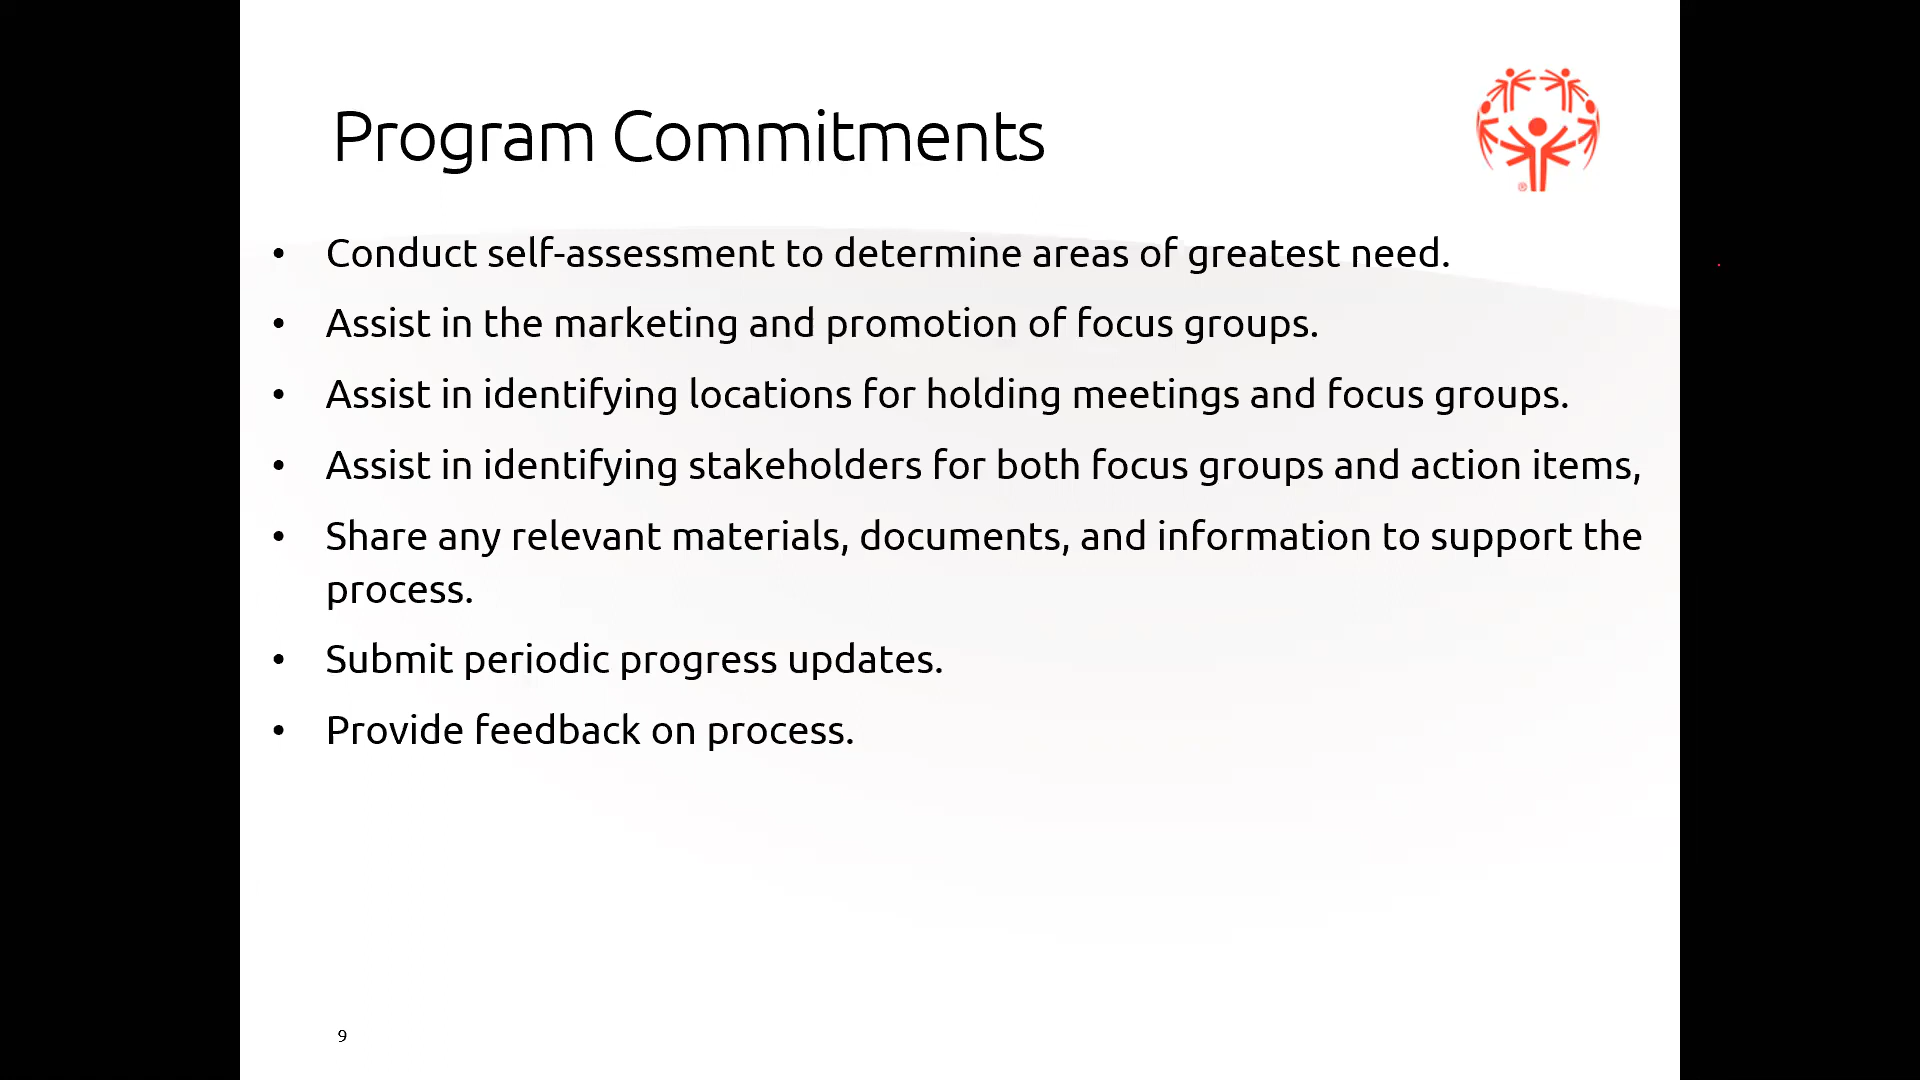 Program Commitments
®
• Conduct self-assessment to determine areas of greatest need.
• Assist in the marketing and promotion of focus groups.
• Assist in identifying locations for holding meetings and focus groups.
• Assist in identifying stakeholders for both focus groups and action items,
• Share any relevant materials, documents, and information to support the
process.
• Submit periodic progress updates.
• Provide feedback on process.
9